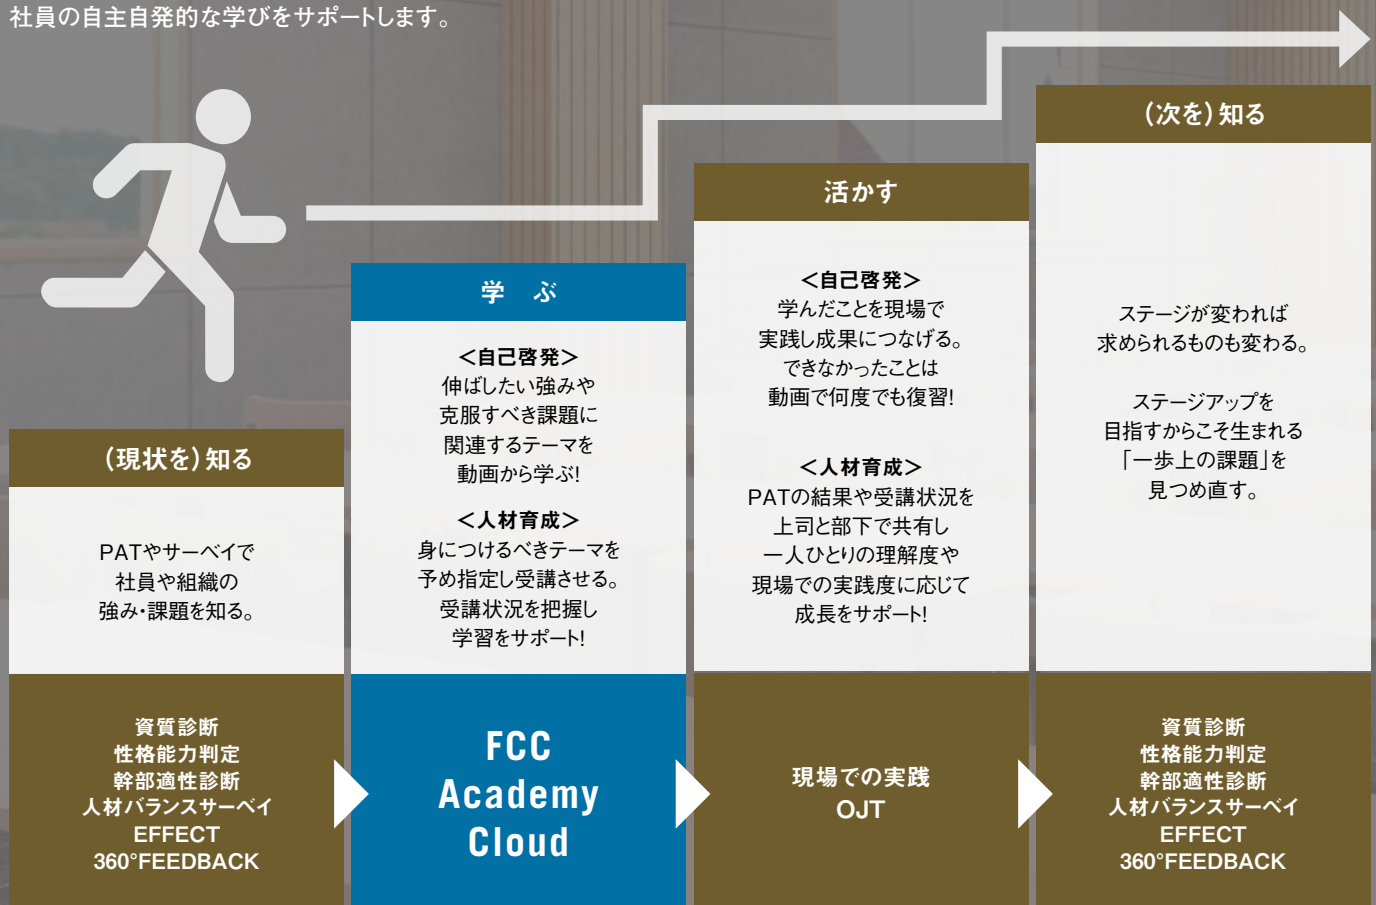 社員の自主自発的な学びをサポートします。
(現状を)知る
PATやサーベイで
社員や組織の
強み・課題を知る。
資質診断
性格能力判定
幹部適性診断
人材バランスサーベイ
EFFECT
360°FEEDBACK
学 ぶ
＜自己啓発＞
伸ばしたい強みや
克服すべき課題に
関連するテーマを
動画から学ぶ!
＜人材育成＞
身につけるべきテーマを
予め指定し受講させる。
受講状況を把握し
学習をサポート!
FCC
Academy
Cloud
活かす
＜自己啓発＞
学んだことを現場で
実践し成果につなげる。
できなかったことは
動画で何度でも復習!
＜人材育成＞
PATの結果や受講状況を
上司と部下で共有し
一人ひとりの理解度や
現場での実践度に応じて
成長をサポート!
現場での実践
OJT
(次を)知る
ステージが変われば
求められるものも変わる。
ステージアップを
目指すからこそ生まれる
「一歩上の課題」を
見つめ直す。
資質診断
性格能力判定
幹部適性診断
人材バランスサーベイ
EFFECT
360°FEEDBACK